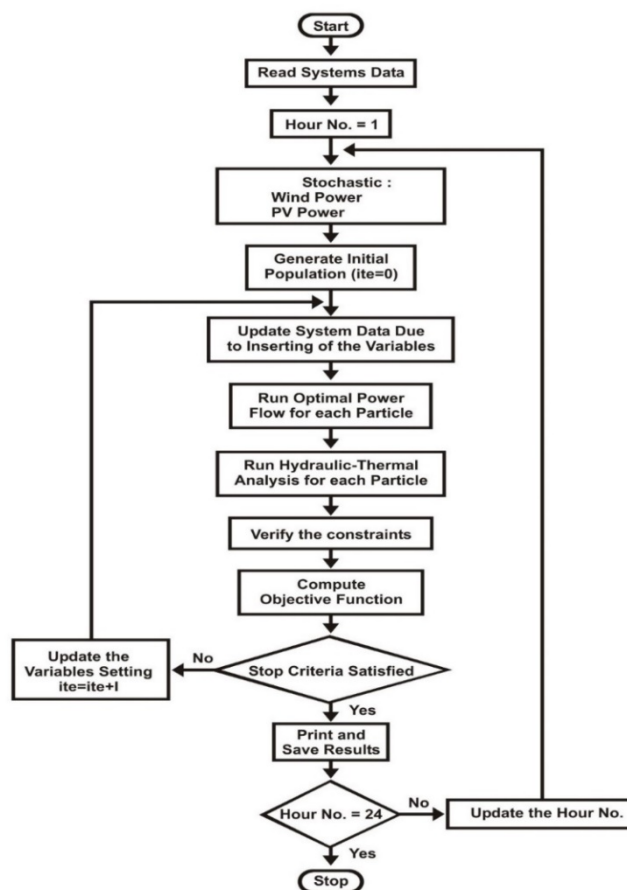 Start
Read Systems Data
Hour No. = 1
Stochastic :
Wind Power
PV Power
Generate Initial
Population (ite=0)
Update System Data Due
to Inserting of the Variables
Run Optimal Power
Flow for each Particle
Run Hydraulic-Thermal
Analysis for each Particle
Verify the constraints
Compute
Objective Function
Stop Criteria Satisfied
No
Update the
Variables Setting
ite=ite+I
Yes
Print and
Save Results
Hour No. = 24
No
Update the Hour No.
Yes
Stop